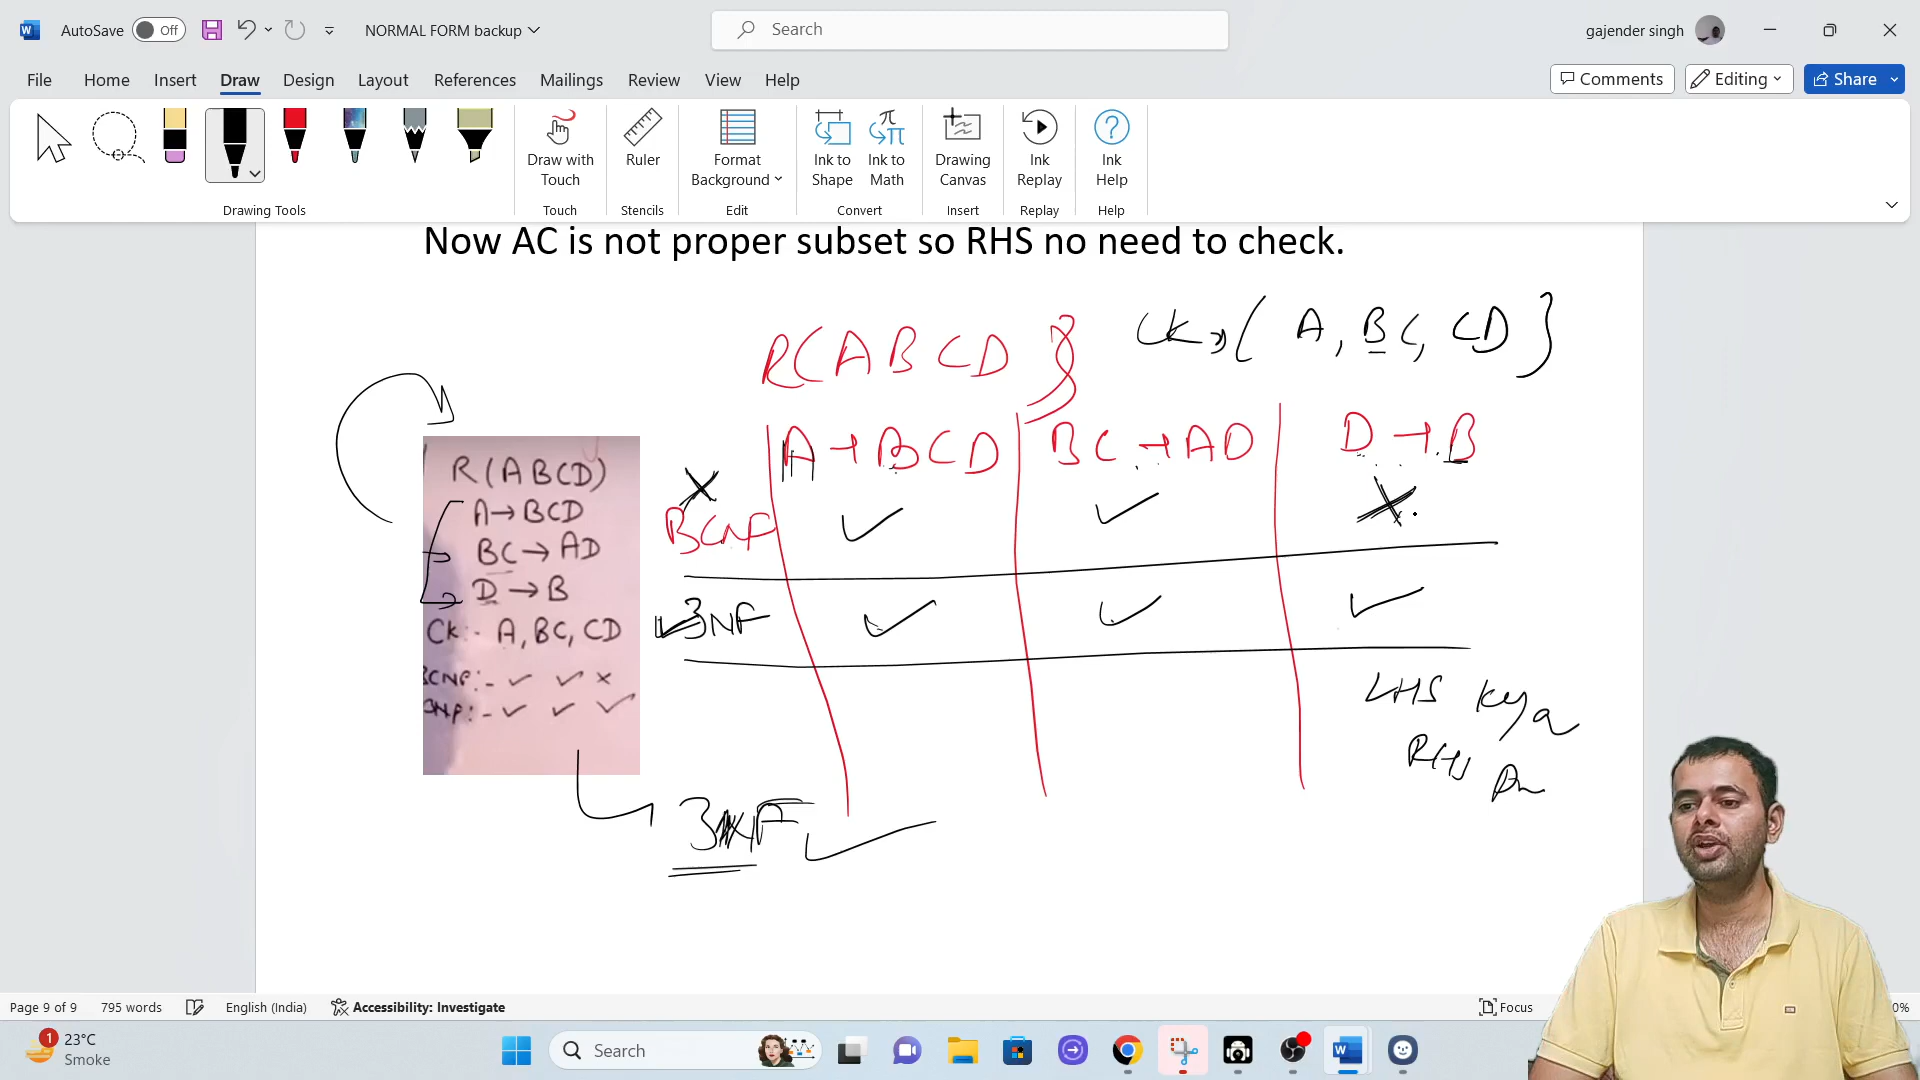 AutoSave Off NORMAL FORM backup Search gajender singh
File Home Insert Draw Design Layout References Mailings Review View Help Comments Editing Share
Draw with Touch Ruler Format Background Ink to Shape Ink to Math Drawing Canvas Ink Replay Ink Help
Drawing Tools Touch Stencils Edit Convert Insert Replay Help
Now AC is not proper subset so RHS no need to check.
R(ABCD) CK ( A, BC, CD }
A → BCD BC → AD D → B
BCNF ✓ ✓ ×
✓ 3NF ✓ ✓ ✓
LHS key
RHS
R(ABCD)
A → BCD
BC → AD
D → B
CK:- A, BC, CD
BCNF:- ✓ ✓ ×
3NF:- ✓ ✓ ✓
3NF ✓
Page 9 of 9 795 words English (India) Accessibility: Investigate Focus 0%
1 23°C
Smoke
Search